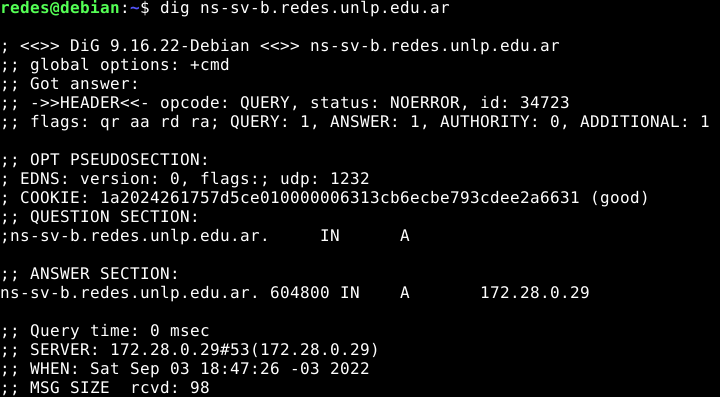 redes@debian:~$ dig ns-sv-b.redes.unlp.edu.ar
; <<>> DiG 9.16.22-Debian <<>> ns-sv-b.redes.unlp.edu.ar
;; global options: +cmd
;; Got answer:
;; ->>HEADER<<- opcode: QUERY, status: NOERROR, id: 34723
;; flags: qr aa rd ra; QUERY: 1, ANSWER: 1, AUTHORITY: 0, ADDITIONAL: 1
;; OPT PSEUDOSECTION:
; EDNS: version: 0, flags:; udp: 1232
; COOKIE: 1a2024261757d5ce010000006313cb6ecbe793cdee2a6631 (good)
;; QUESTION SECTION:
;ns-sv-b.redes.unlp.edu.ar. IN A
;; ANSWER SECTION:
ns-sv-b.redes.unlp.edu.ar. 604800 IN A 172.28.0.29
;; Query time: 0 msec
;; SERVER: 172.28.0.29#53(172.28.0.29)
;; WHEN: Sat Sep 03 18:47:26 -03 2022
;; MSG SIZE rcvd: 98